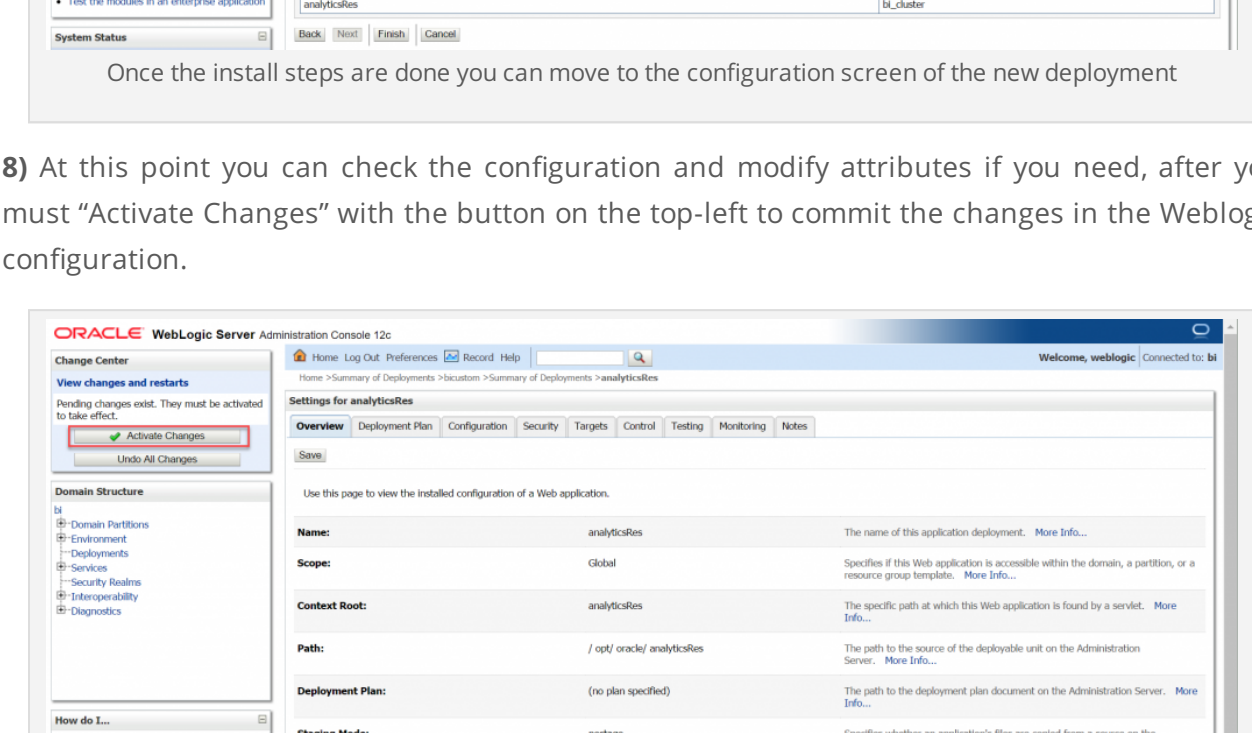 Test the modules in an enterprise application
analyticsRes bi_cluster
System Status
Back Next Finish Cancel
Once the install steps are done you can move to the configuration screen of the new deployment
8) At this point you can check the configuration and modify attributes if you need, after
must “Activate Changes” with the button on the top-left to commit the changes in the
configuration.
ORACLE WebLogic Server Administration Console 12c
Change Center
View changes and restarts
Pending changes exist. They must be activated
to take effect.
Activate Changes
Undo All Changes
Domain Structure
bi
Domain Partitions
Environment
Deployments
Services
Security Realms
Interoperability
Diagnostics
How do I...
Home Log Out Preferences Record Help
Welcome, weblogic Connected to: bi
Home >Summary of Deployments >bicustom >Summary of Deployments >analyticsRes
Settings for analyticsRes
Overview Deployment Plan Configuration Security Targets Control Testing Monitoring Notes
Save
Use this page to view the installed configuration of a Web application.
Name: analyticsRes The name of this application deployment. More Info...
Scope: Global Specifies if this Web application is accessible within the domain, a partition, or a
resource group template. More Info...
Context Root: analyticsRes The specific path at which this Web application is found by a servlet. More
Info...
Path: / opt/ oracle/ analyticsRes The path to the source of the deployable unit on the Administration
Server. More Info...
Deployment Plan: (no plan specified) The path to the deployment plan document on the Administration Server. More
Info...